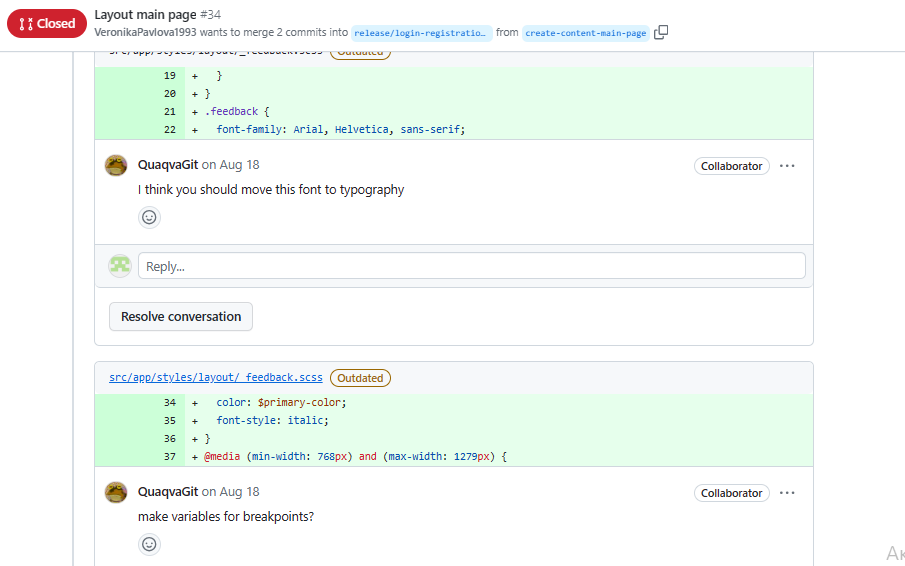 Closed
Layout main page #34
VeronikaPavlova1993 wants to merge 2 commits into release/login-registratio... from create-content-main-page
src/app/styles/layout/_feedback.scss Outdated
19 + }
20 + }
21 + .feedback {
22 + font-family: Arial, Helvetica, sans-serif;
QuaqvaGit on Aug 18 Collaborator ...
I think you should move this font to typography
Reply...
Resolve conversation
src/app/styles/layout/_feedback.scss Outdated
34 + color: $primary-color;
35 + font-style: italic;
36 + }
37 + @media (min-width: 768px) and (max-width: 1279px) {
QuaqvaGit on Aug 18 Collaborator ...
make variables for breakpoints?